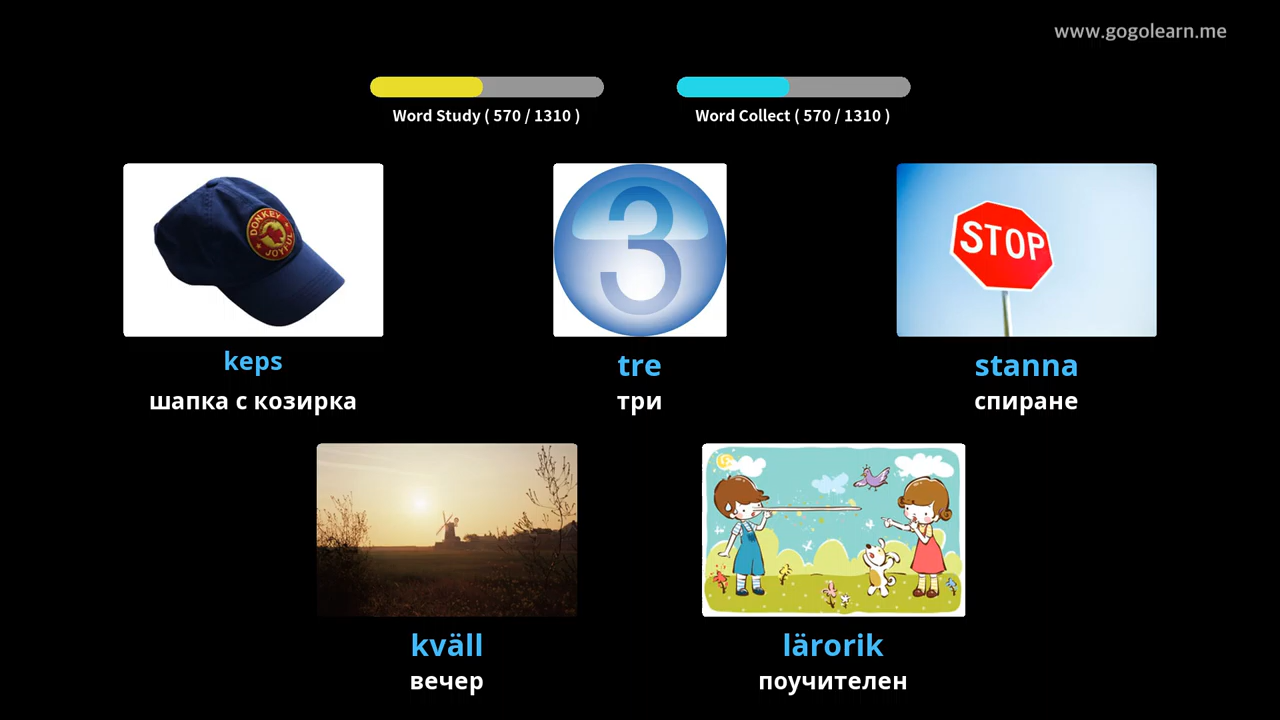 www.gogolearn.me
Word Study ( 570 / 1310 )
Word Collect ( 570 / 1310 )
DONKEY
JOYFUL
3
STOP
keps
tre
stanna
шапка с козирка
три
спиране
kväll
lärorik
вечер
поучителен